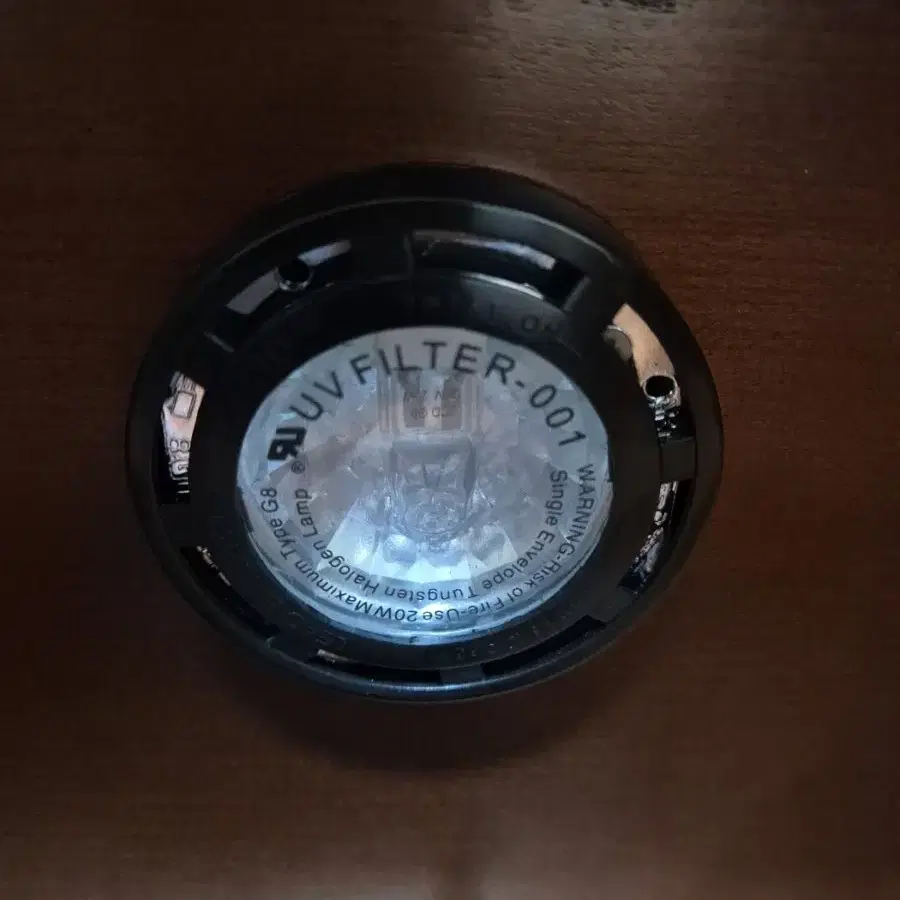 UV FILTER-001
WARNING-Risk of Fire-Use 20W Maximum Type G8
Single Envelope Tungsten Halogen Lamp ®